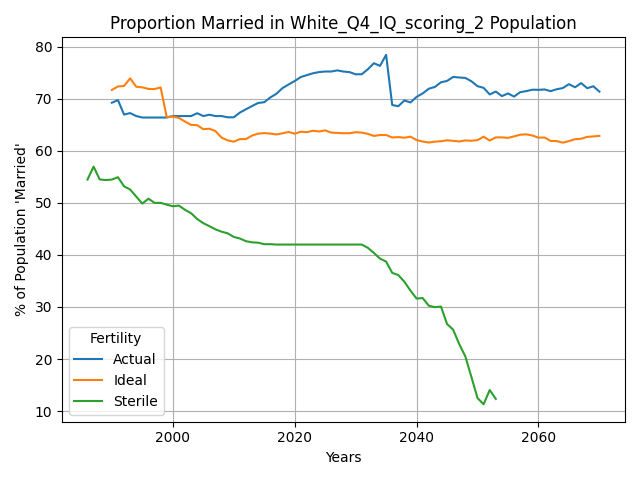 Proportion Married in White_Q4_IQ_scoring_2 Population
% of Population 'Married'
80
70
60
50
40
30
20
10
Fertility
Actual
Ideal
Sterile
2000
2020
2040
2060
Years